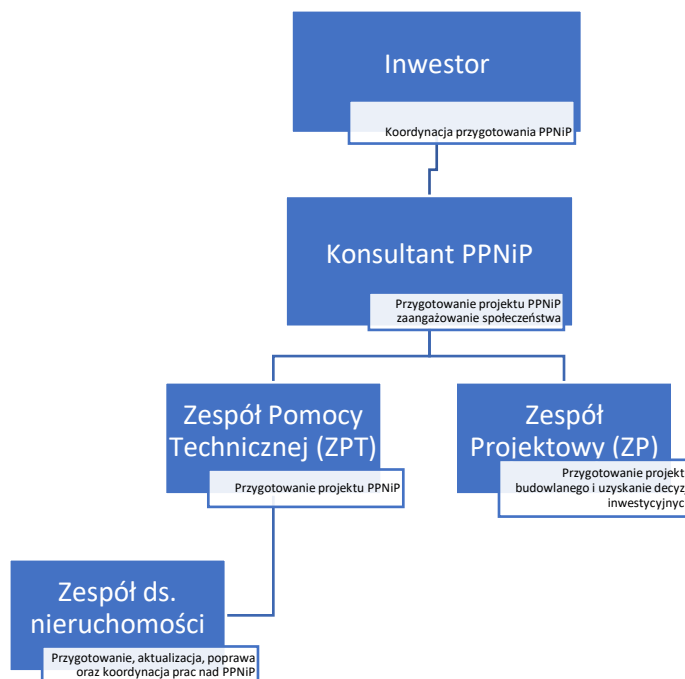 Inwestor
Koordynacja przygotowania PPNiP
Konsultant PPNiP
Przygotowanie projektu PPNiP
zaangażowanie społeczeństwa
Zespół Pomocy
Technicznej (ZPT)
Przygotowanie projektu PPNiP
Zespół
Projektowy (ZP)
Przygotowanie projekt
budowlanego i uzyskanie decyz
inwestycyjnyc
Zespół ds.
nieruchomości
Przygotowanie, aktualizacja, poprawa
oraz koordynacja prac nad PPNiP